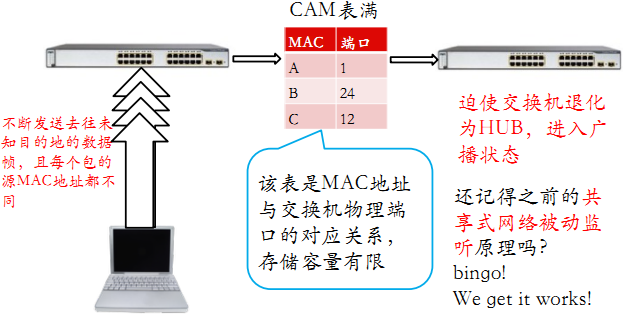 CAM表满
MAC 端口
A 1
B 24
C 12
不断发送去往未
知目的地的数据
帧，且每个包的
源MAC地址都不
同
该表是MAC地址
与交换机物理端
口的对应关系，
存储容量有限
迫使交换机退化
为HUB，进入广
播状态
还记得之前的共
享式网络被动监
听原理吗?
bingo!
We get it works!